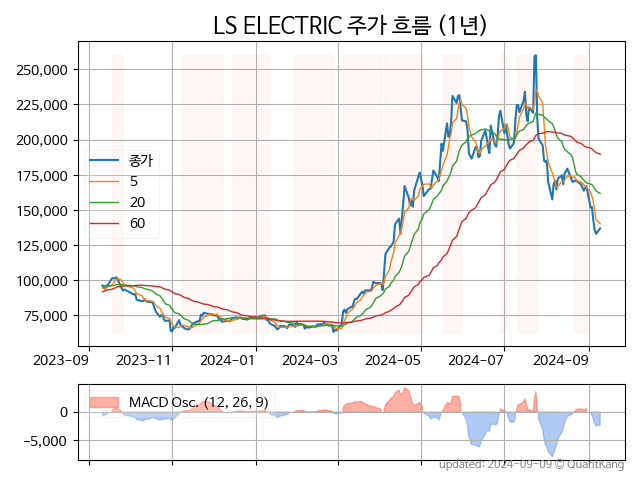 LS ELECTRIC 주가 흐름 (1년)
250,000
225,000
200,000
175,000
150,000
125,000
100,000
75,000
종가
5
20
60
2023-09 2023-11 2024-01 2024-03 2024-05 2024-07 2024-09
MACD Osc. (12, 26, 9)
0
−5,000
updated: 2024-09-09 © QuantKang